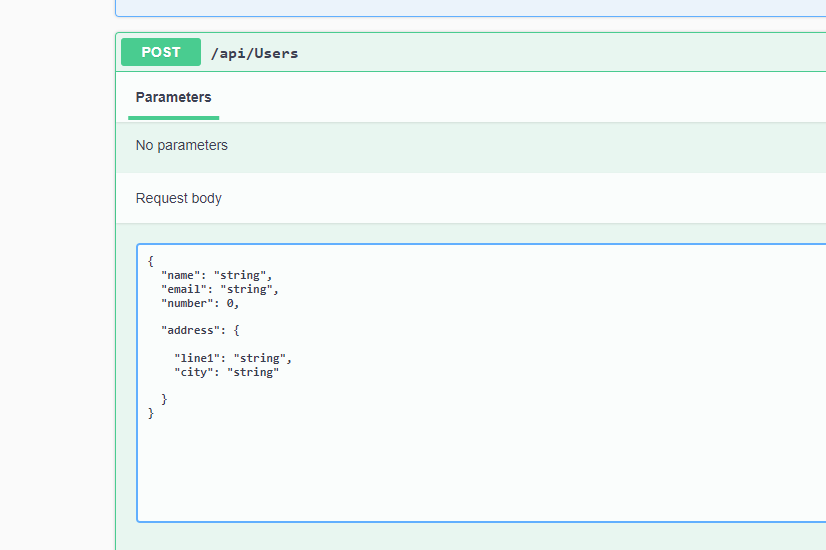 POST /api/Users
Parameters
No parameters
Request body
{
"name": "string",
"email": "string",
"number": 0,
"address": {
"line1": "string",
"city": "string"
}
}